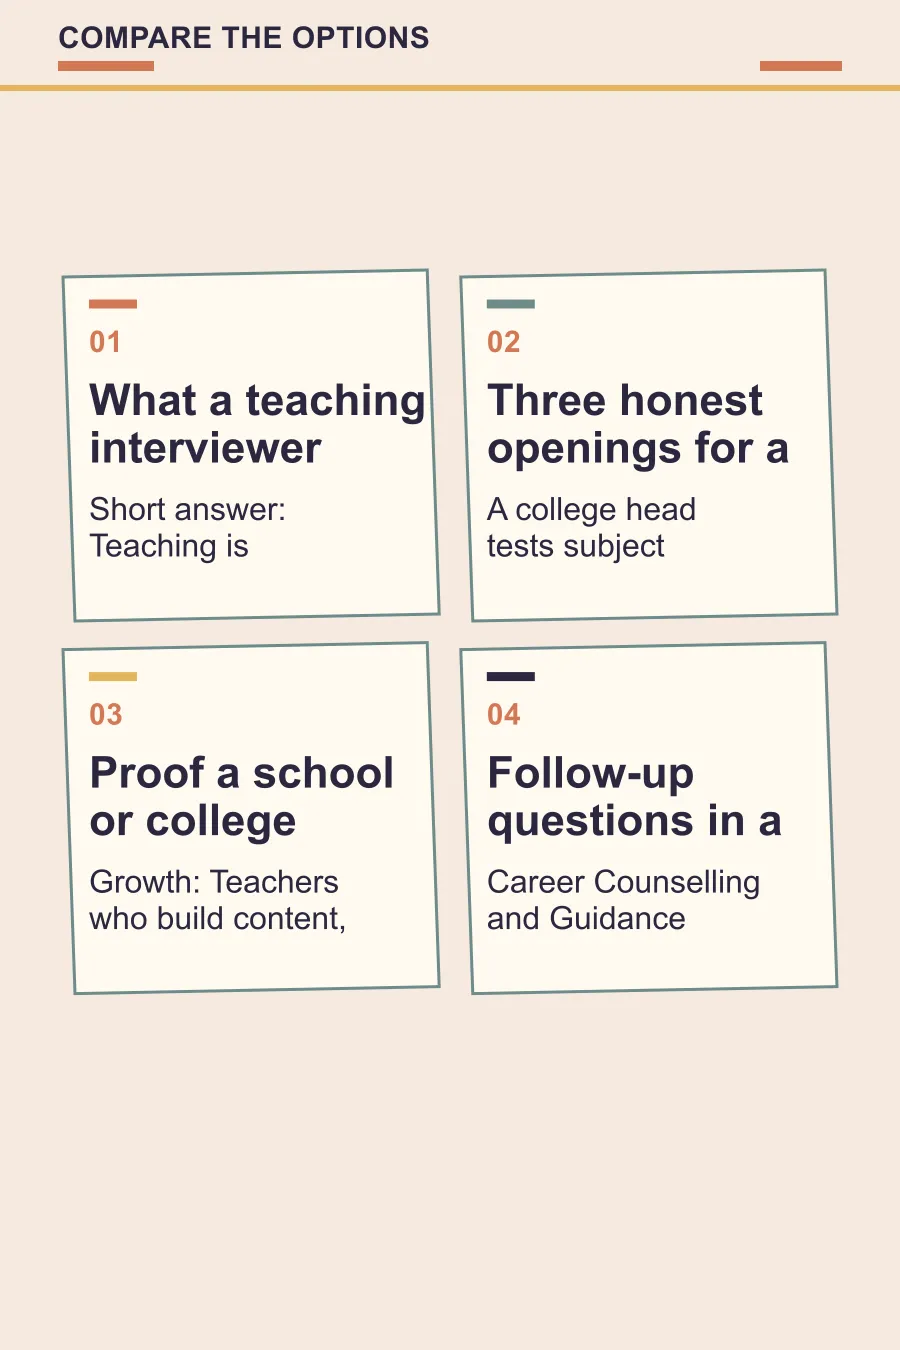 COMPARE THE OPTIONS
01
What a teaching
interviewer
Short answer:
Teaching is
02
Three honest
openings for a
A college head
tests subject
03
Proof a school
or college
Growth: Teachers
who build content,
04
Follow-up
questions in a
Career Counselling
and Guidance